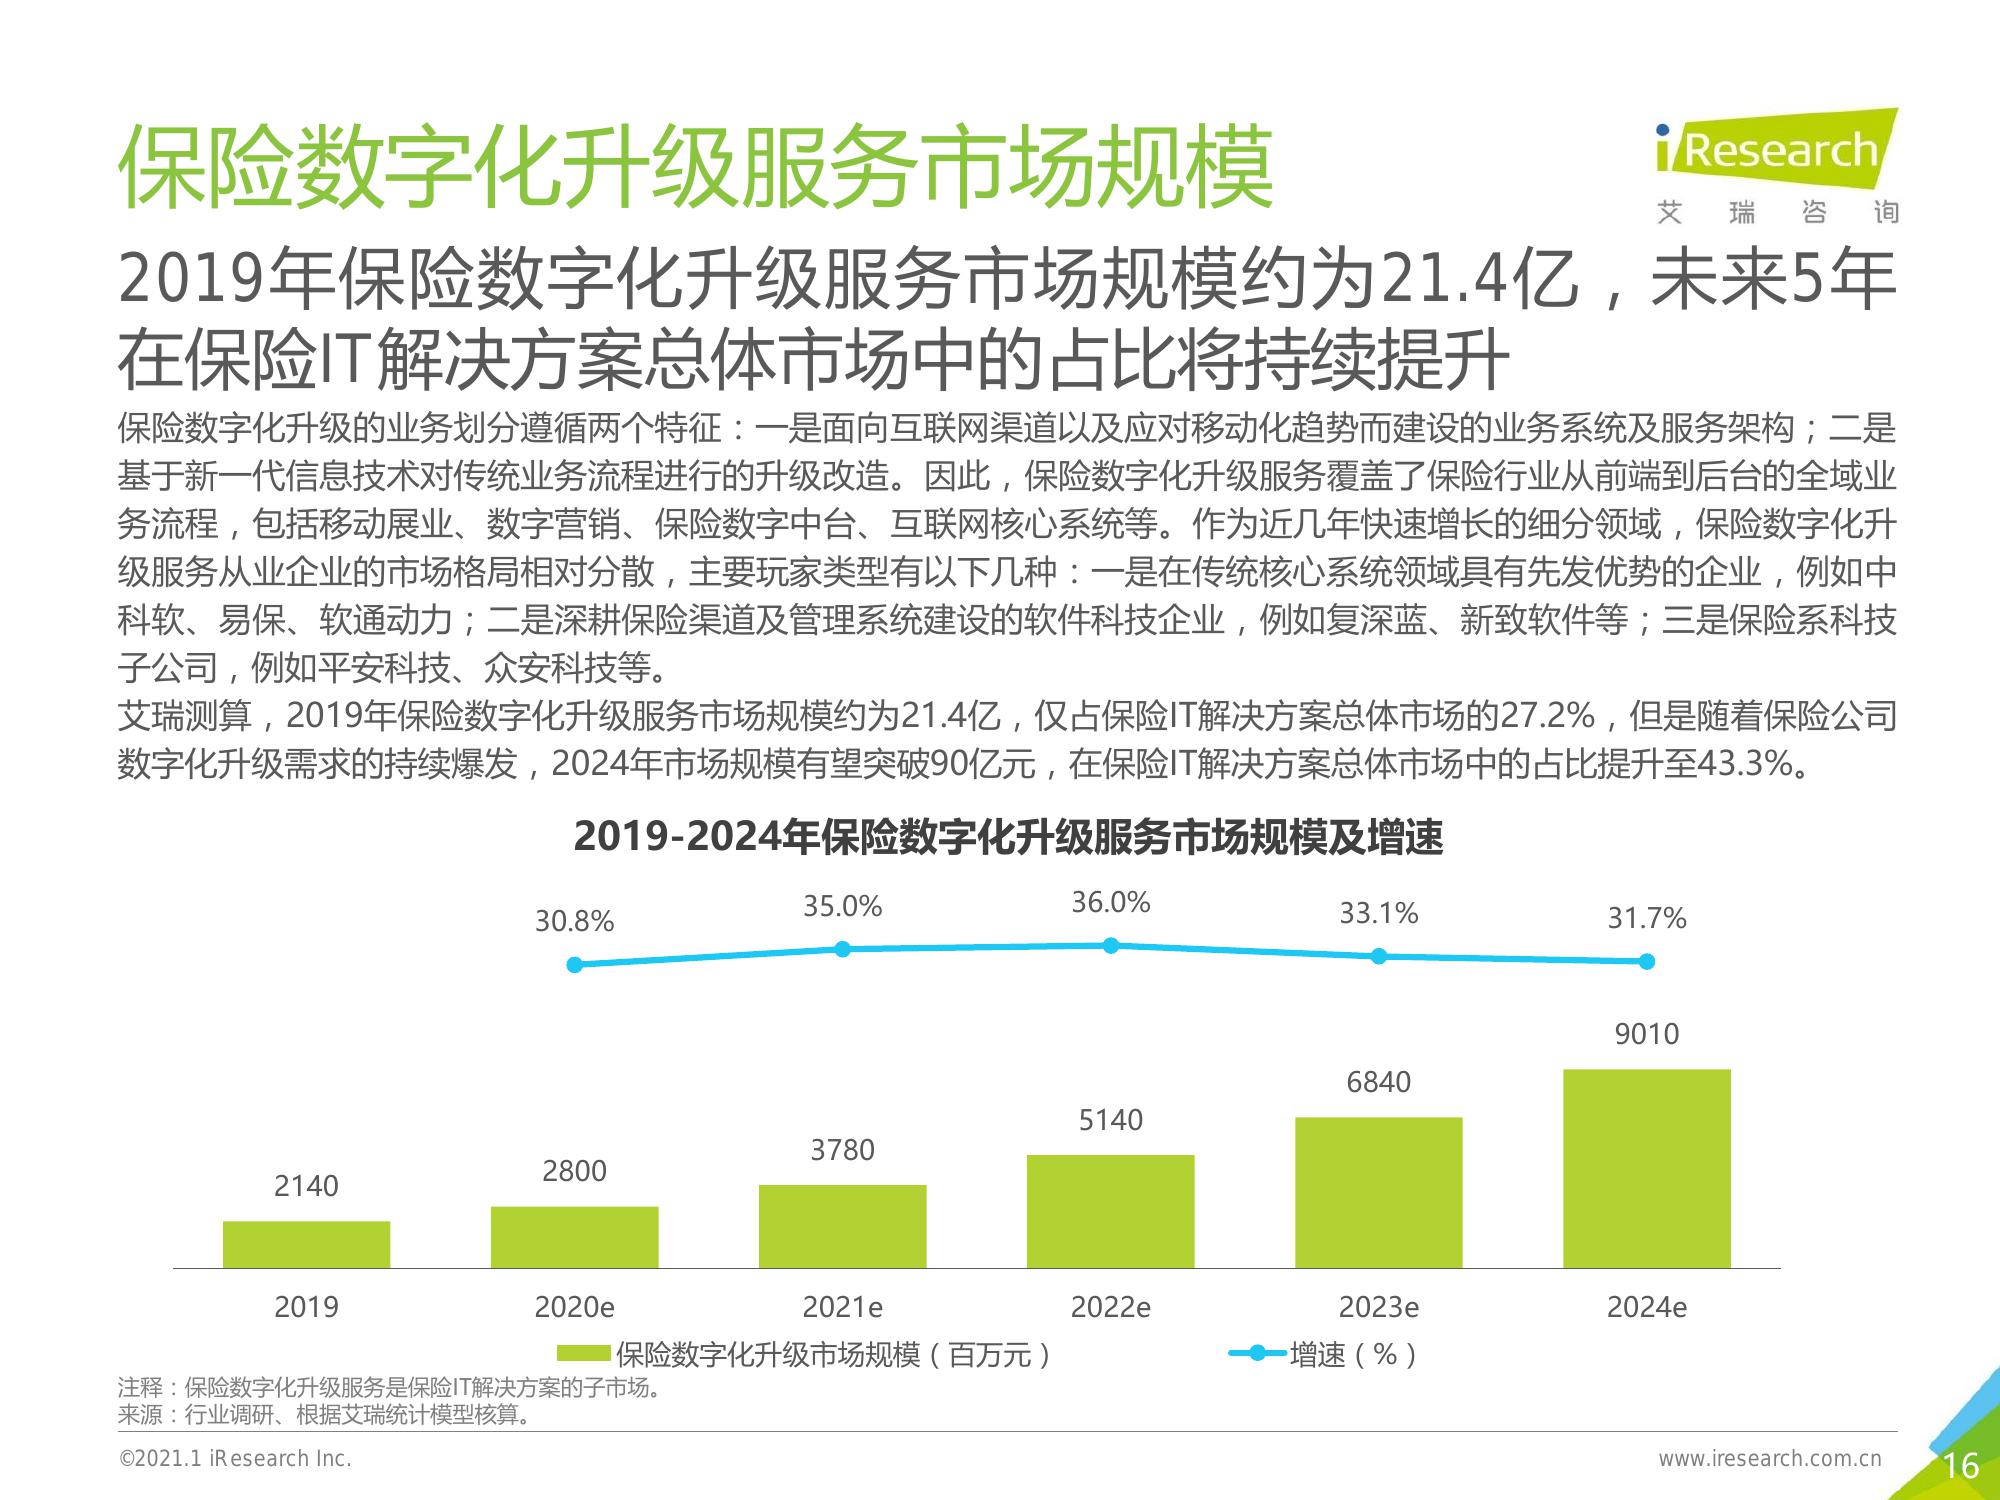 保险数字化升级服务市场规模
iResearch
艾瑞咨询
2019年保险数字化升级服务市场规模约为21.4亿，未来5年
在保险IT解决方案总体市场中的占比将持续提升
保险数字化升级的业务划分遵循两个特征：一是面向互联网渠道以及应对移动化趋势而建设的业务系统及服务架构；二是
基于新一代信息技术对传统业务流程进行的升级改造。因此，保险数字化升级服务覆盖了保险行业从前端到后台的全域业
务流程，包括移动展业、数字营销、保险数字中台、互联网核心系统等。作为近几年快速增长的细分领域，保险数字化升
级服务从业企业的市场格局相对分散，主要玩家类型有以下几种：一是在传统核心系统领域具有先发优势的企业，例如中
科软、易保、软通动力；二是深耕保险渠道及管理系统建设的软件科技企业，例如复深蓝、新致软件等；三是保险系科技
子公司，例如平安科技、众安科技等。
艾瑞测算，2019年保险数字化升级服务市场规模约为21.4亿，仅占保险IT解决方案总体市场的27.2%，但是随着保险公司
数字化升级需求的持续爆发，2024年市场规模有望突破90亿元，在保险IT解决方案总体市场中的占比提升至43.3%。
2019-2024年保险数字化升级服务市场规模及增速
30.8% 35.0% 36.0% 33.1% 31.7%
2140 2800 3780 5140 6840 9010
2019 2020e 2021e 2022e 2023e 2024e
保险数字化升级市场规模（百万元） 增速（%）
注释：保险数字化升级服务是保险IT解决方案的子市场。
来源：行业调研、根据艾瑞统计模型核算。
©2021.1 iResearch Inc. www.iresearch.com.cn 16